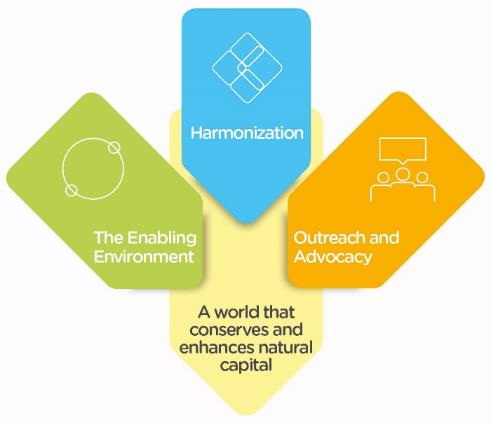 Harmonization
The Enabling
Environment
Outreach and
Advocacy
A world that
conserves and
enhances natural
capital